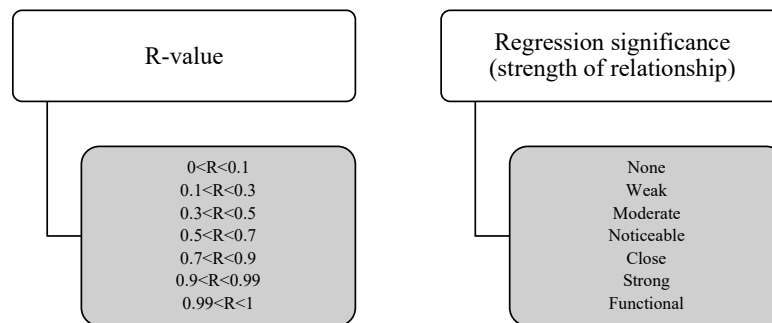 R-value
0<R<0.1
0.1<R<0.3
0.3<R<0.5
0.5<R<0.7
0.7<R<0.9
0.9<R<0.99
0.99<R<1
Regression significance
(strength of relationship)
None
Weak
Moderate
Noticeable
Close
Strong
Functional